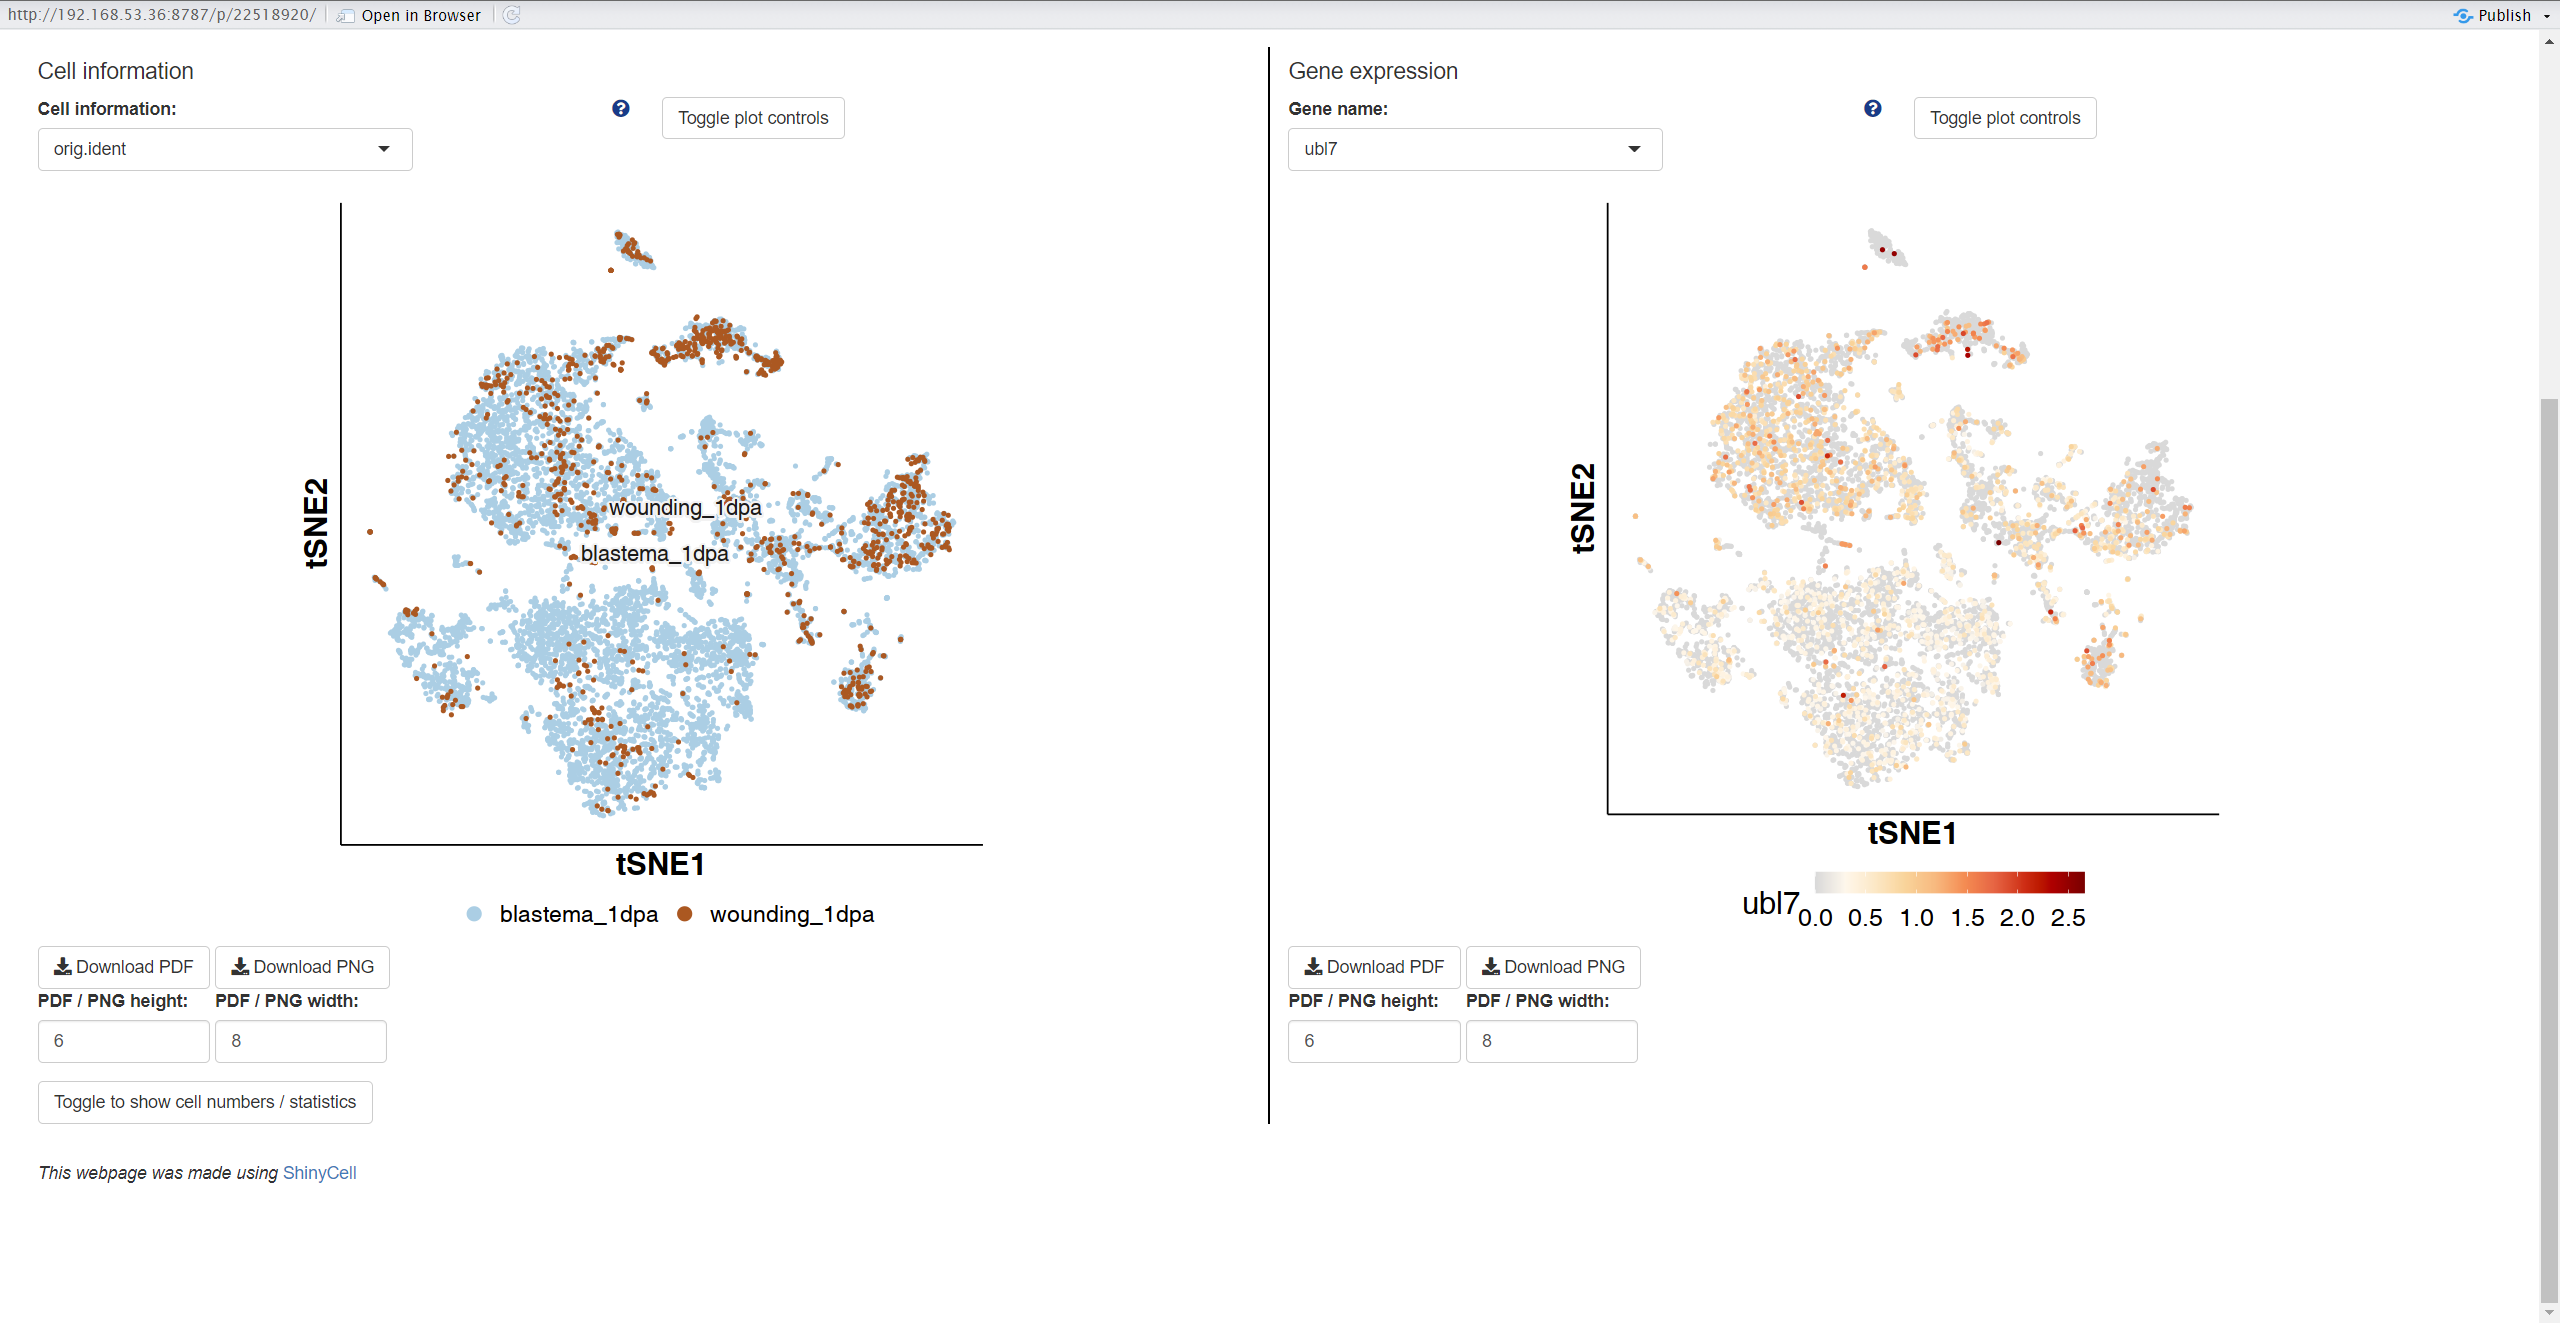 http://192.168.53.36:8787/p/22518920/ Open in Browser Publish
Cell information
Cell information:
Toggle plot controls
orig.ident
tSNE2
wounding_1dpa
blastema_1dpa
tSNE1
blastema_1dpa wounding_1dpa
Download PDF Download PNG
PDF / PNG height: PDF / PNG width:
6 8
Toggle to show cell numbers / statistics
This webpage was made using ShinyCell
Gene expression
Gene name:
Toggle plot controls
ubl7
tSNE2
tSNE1
ubl7
0.0 0.5 1.0 1.5 2.0 2.5
Download PDF Download PNG
PDF / PNG height: PDF / PNG width:
6 8